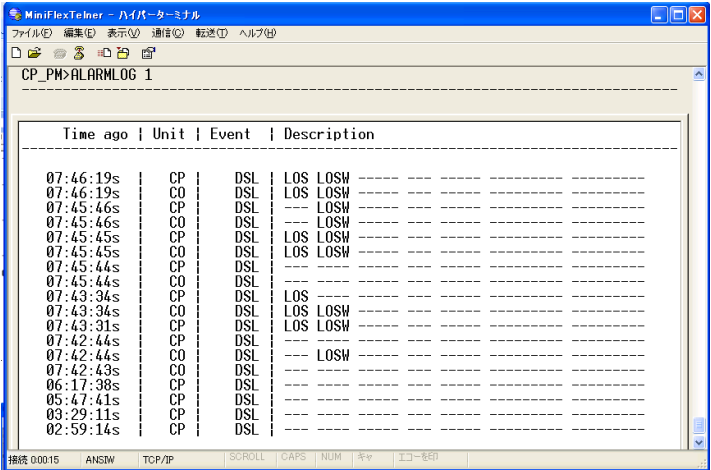 MiniFlexTelner - ハイパーターミナル
ファイル(F) 編集(E) 表示(V) 通信(C) 転送(T) ヘルプ(H)
CP_PM>ALARMLOG 1
--------------------------------------------------------------------------------
Time ago | Unit | Event | Description
--------------------------------------------------------------------------------
07:46:19s | CP | DSL | LOS LOSW ----- --- ----- --------- ---------
07:46:19s | CO | DSL | LOS LOSW ----- --- ----- --------- ---------
07:45:46s | CP | DSL | --- LOSW ----- --- ----- --------- ---------
07:45:46s | CO | DSL | --- LOSW ----- --- ----- --------- ---------
07:45:45s | CP | DSL | LOS LOSW ----- --- ----- --------- ---------
07:45:45s | CO | DSL | LOS LOSW ----- --- ----- --------- ---------
07:45:44s | CP | DSL | --- ---- ----- --- ----- --------- ---------
07:45:44s | CO | DSL | --- ---- ----- --- ----- --------- ---------
07:43:34s | CP | DSL | LOS ---- ----- --- ----- --------- ---------
07:43:34s | CO | DSL | LOS LOSW ----- --- ----- --------- ---------
07:43:31s | CP | DSL | LOS LOSW ----- --- ----- --------- ---------
07:42:44s | CP | DSL | --- ---- ----- --- ----- --------- ---------
07:42:44s | CO | DSL | --- LOSW ----- --- ----- --------- ---------
07:42:43s | CO | DSL | --- ---- ----- --- ----- --------- ---------
06:17:38s | CP | DSL | --- ---- ----- --- ----- --------- ---------
05:47:41s | CP | DSL | --- ---- ----- --- ----- --------- ---------
03:29:11s | CP | DSL | --- ---- ----- --- ----- --------- ---------
02:59:14s | CP | DSL | --- ---- ----- --- ----- --------- ---------
接続 0:00:15 ANSIW TCP/IP SCROLL CAPS NUM キャ エコーを印